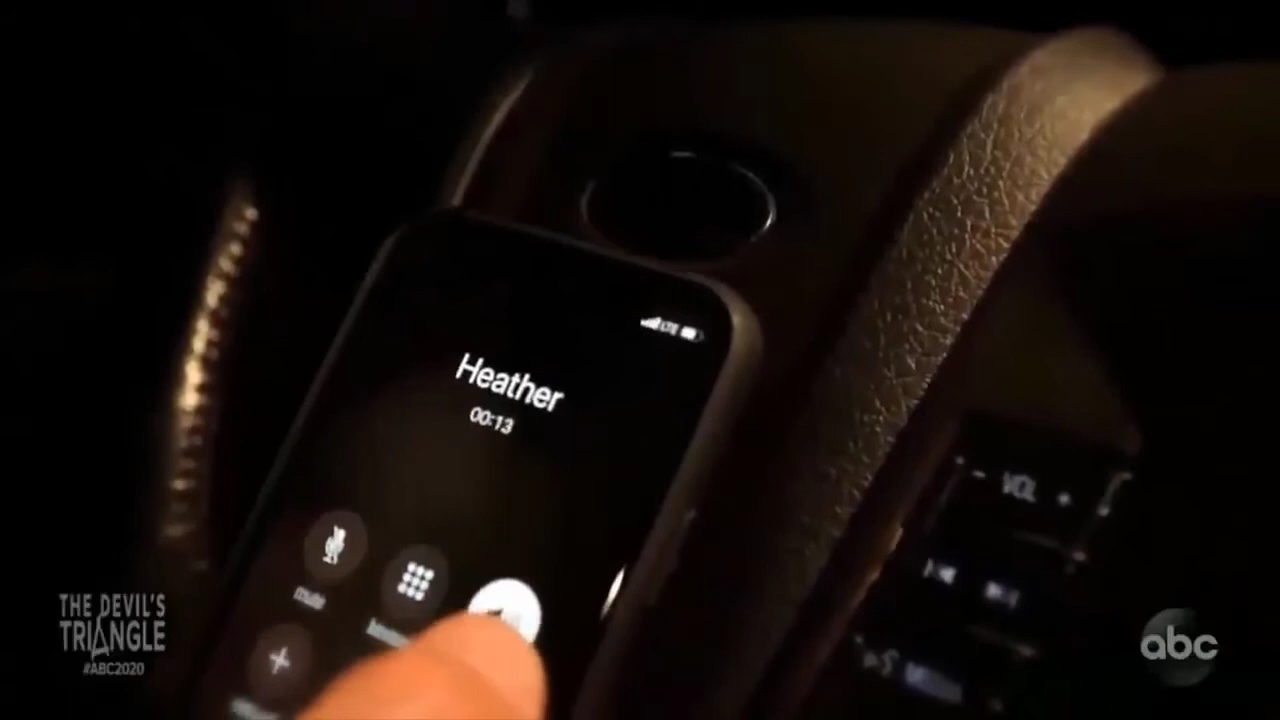 LTE
Heather
00:13
mute
- VOL +
THE DEVIL'S
TRIANGLE
#ABC2020
abc